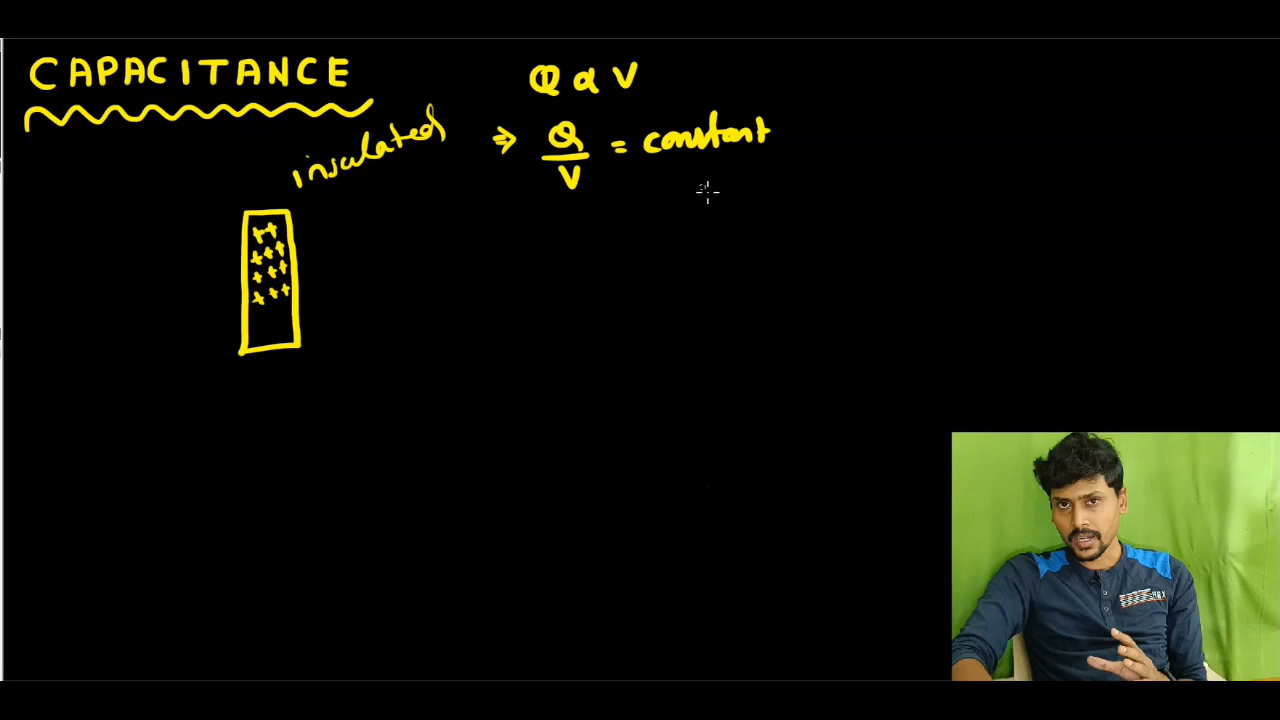 CAPACITANCE
Q α V
insulated
⇒ Q/V = constant
++
+++
+++
+++